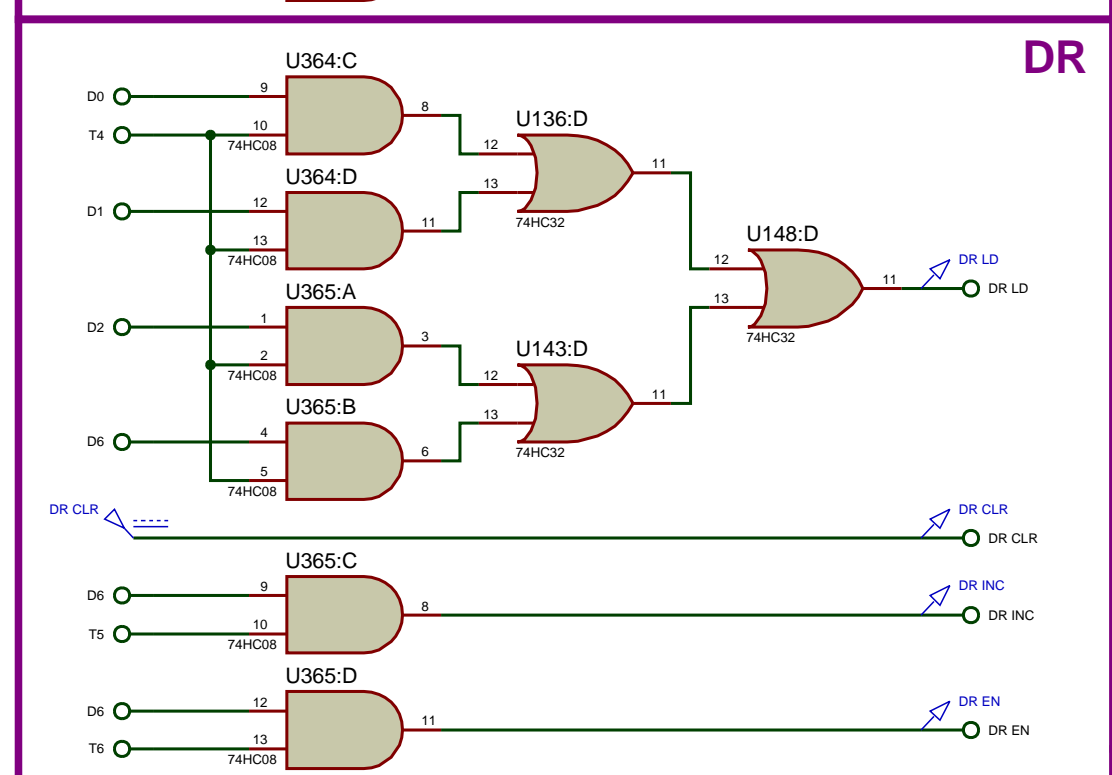 DR
U364:C
D0
9
8
T4
10
74HC08
U136:D
12
11
13
74HC32
U364:D
D1
12
11
13
74HC08
U148:D
12
11
13
74HC32
DR LD
DR LD
U365:A
D2
1
3
2
74HC08
U143:D
12
11
13
74HC32
U365:B
D6
4
6
5
74HC08
DR CLR
DR CLR
DR CLR
U365:C
D6
9
8
T5
10
74HC08
DR INC
DR INC
U365:D
D6
12
11
T6
13
74HC08
DR EN
DR EN